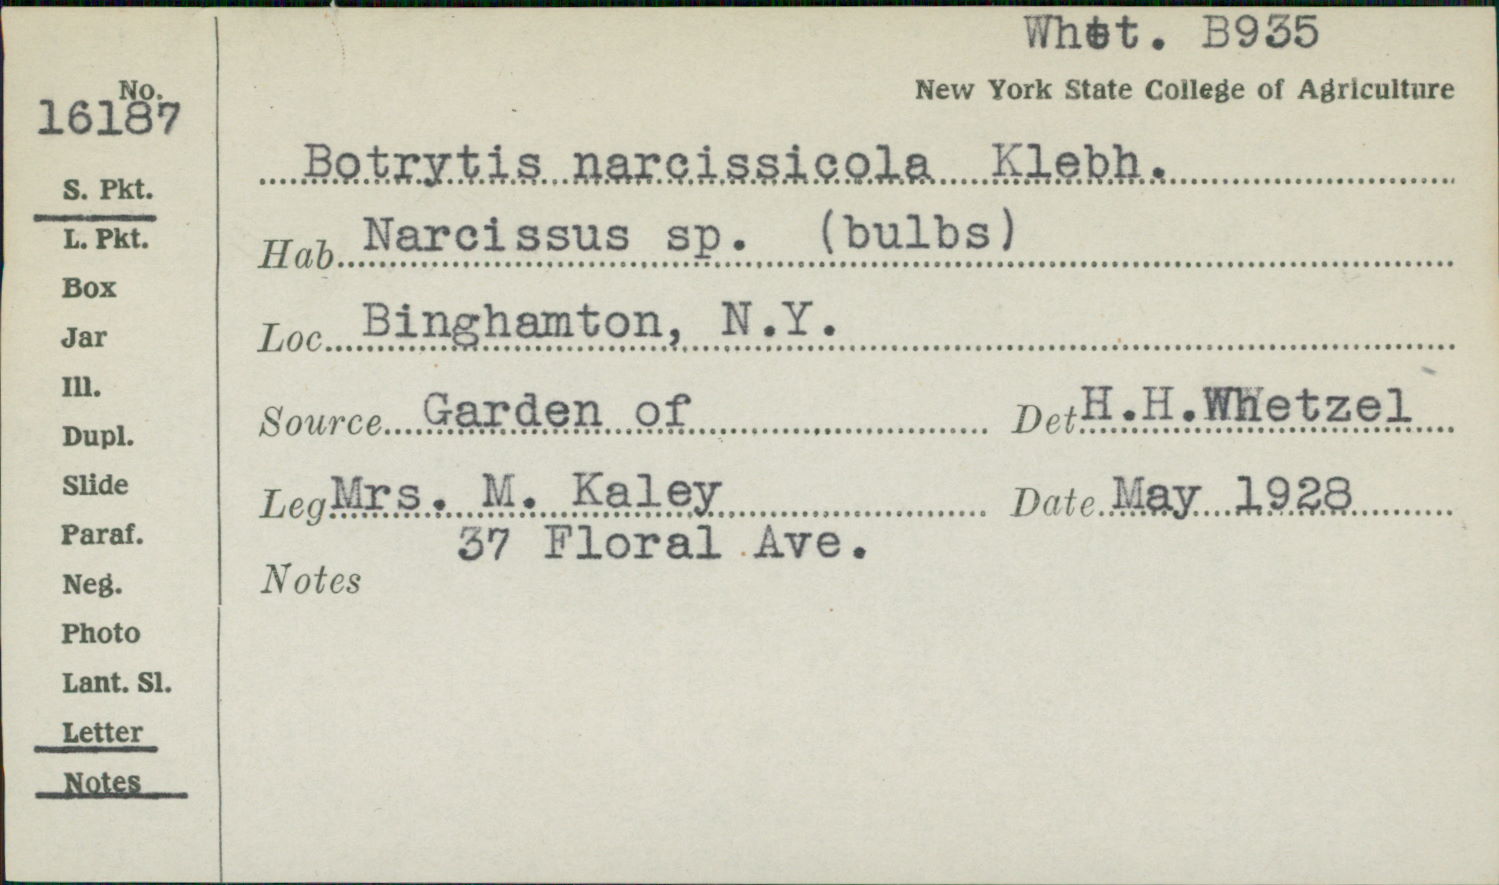 Whet. B935
New York State College of Agriculture
No.
16187
Botrytis narcissicola Klebh.
S. Pkt.
L. Pkt.
Hab Narcissus sp. (bulbs)
Box
Loc Binghamton, N.Y.
Jar
Ill.
Source Garden of Det H.H.Whetzel
Dupl.
Slide
Leg Mrs. M. Kaley Date May 1928
Paraf.
37 Floral Ave.
Neg.
Notes
Photo
Lant. Sl.
Letter
Notes